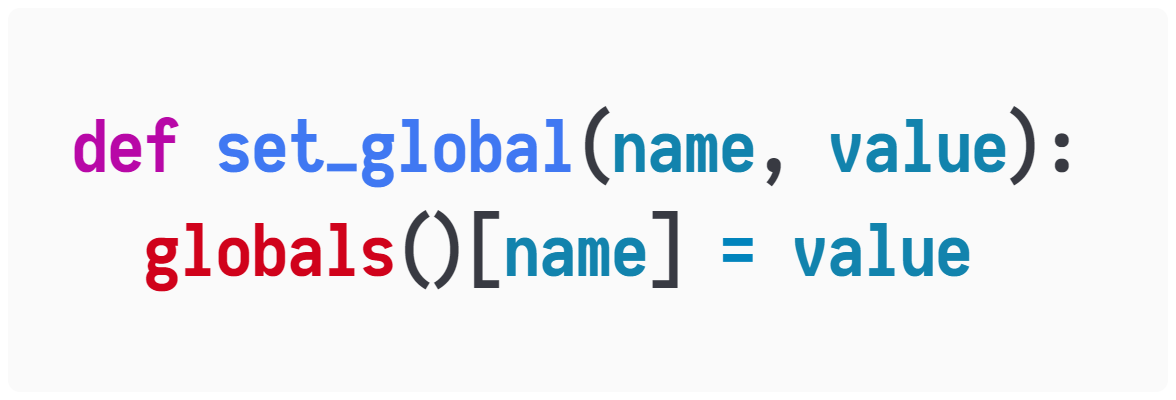 def set_global(name, value):
  globals()[name] = value